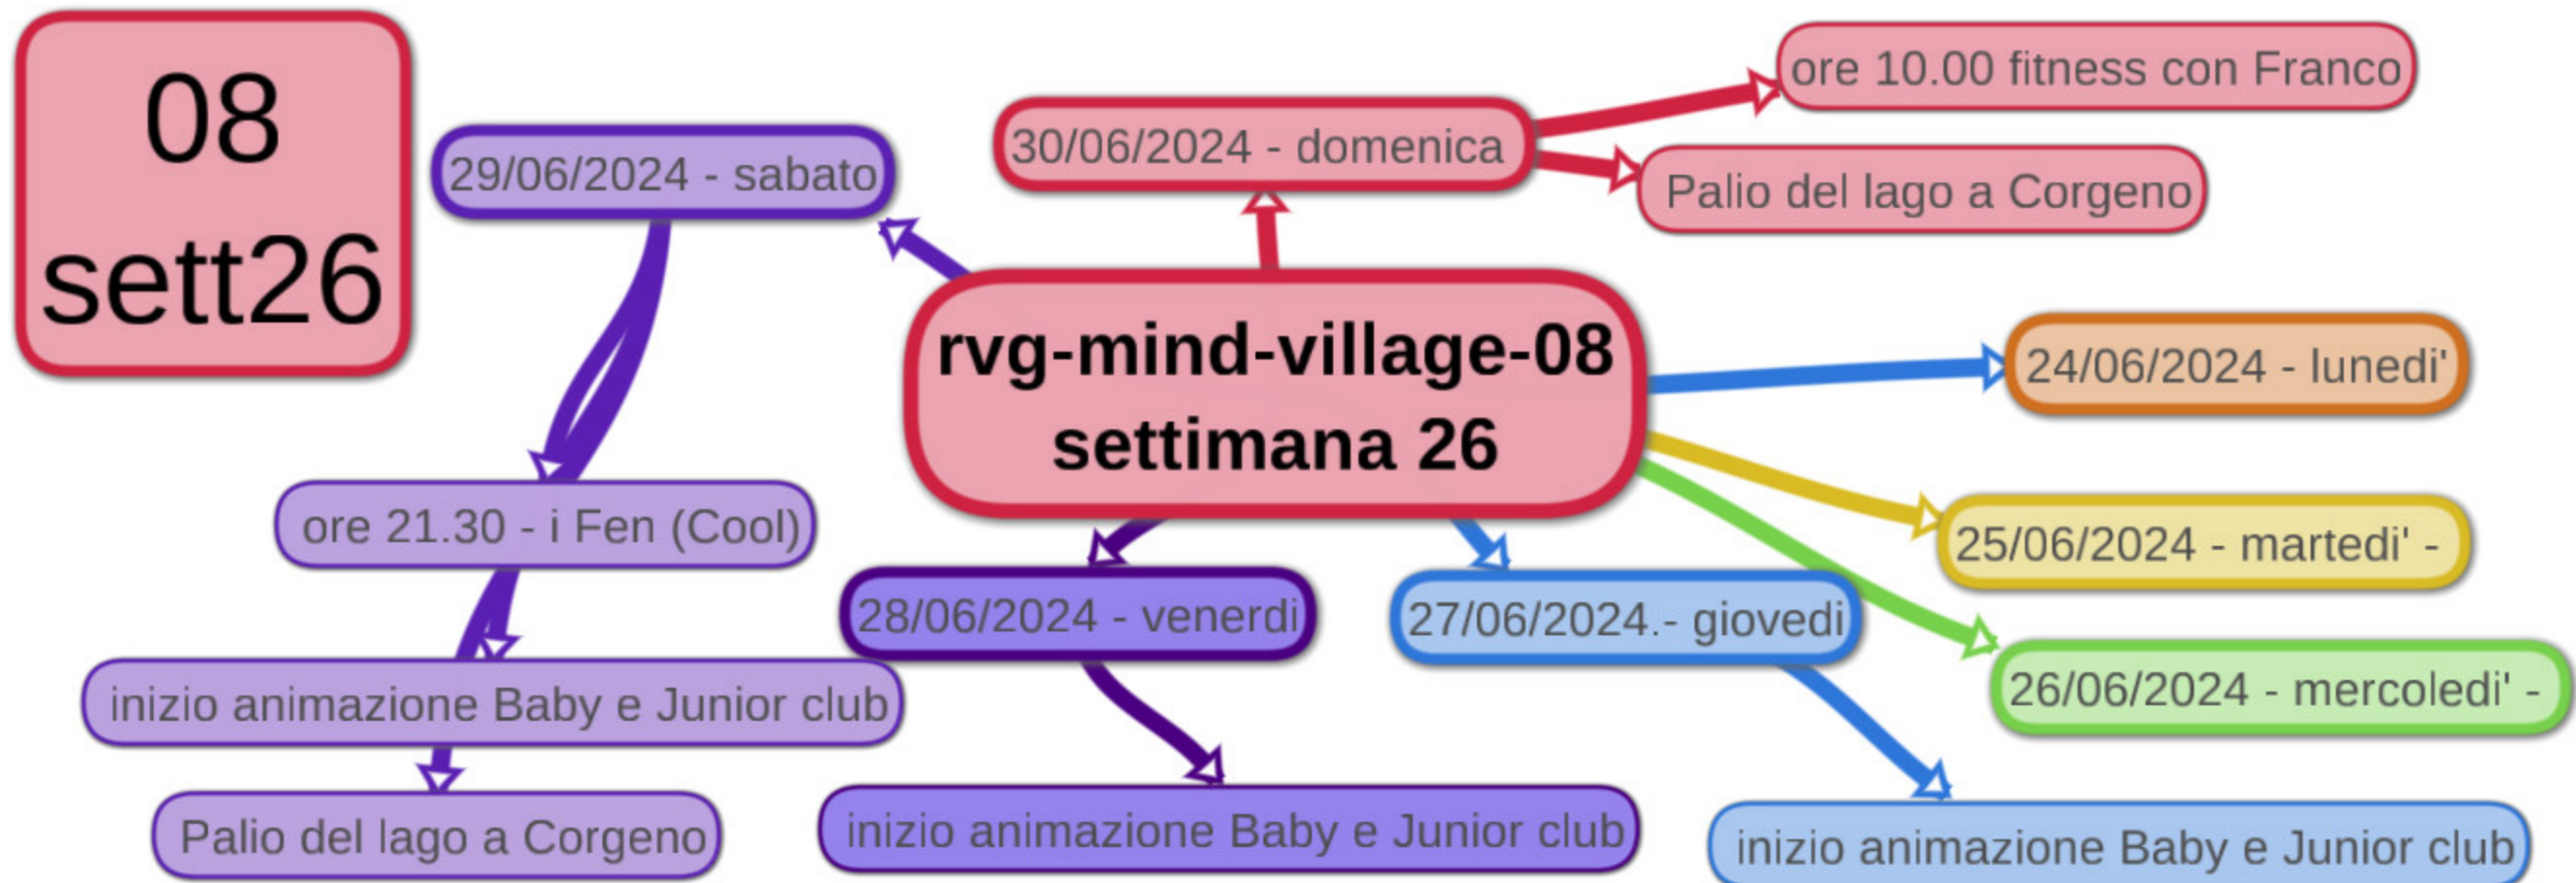 08
sett26
29/06/2024 - sabato
ore 21.30 - i Fen (Cool)
inizio animazione Baby e Junior club
Palio del lago a Corgeno
30/06/2024 - domenica
ore 10.00 fitness con Franco
Palio del lago a Corgeno
rvg-mind-village-08
settimana 26
24/06/2024 - lunedi'
25/06/2024 - martedi' -
26/06/2024 - mercoledi' -
27/06/2024.- giovedi
inizio animazione Baby e Junior club
28/06/2024 - venerdi
inizio animazione Baby e Junior club